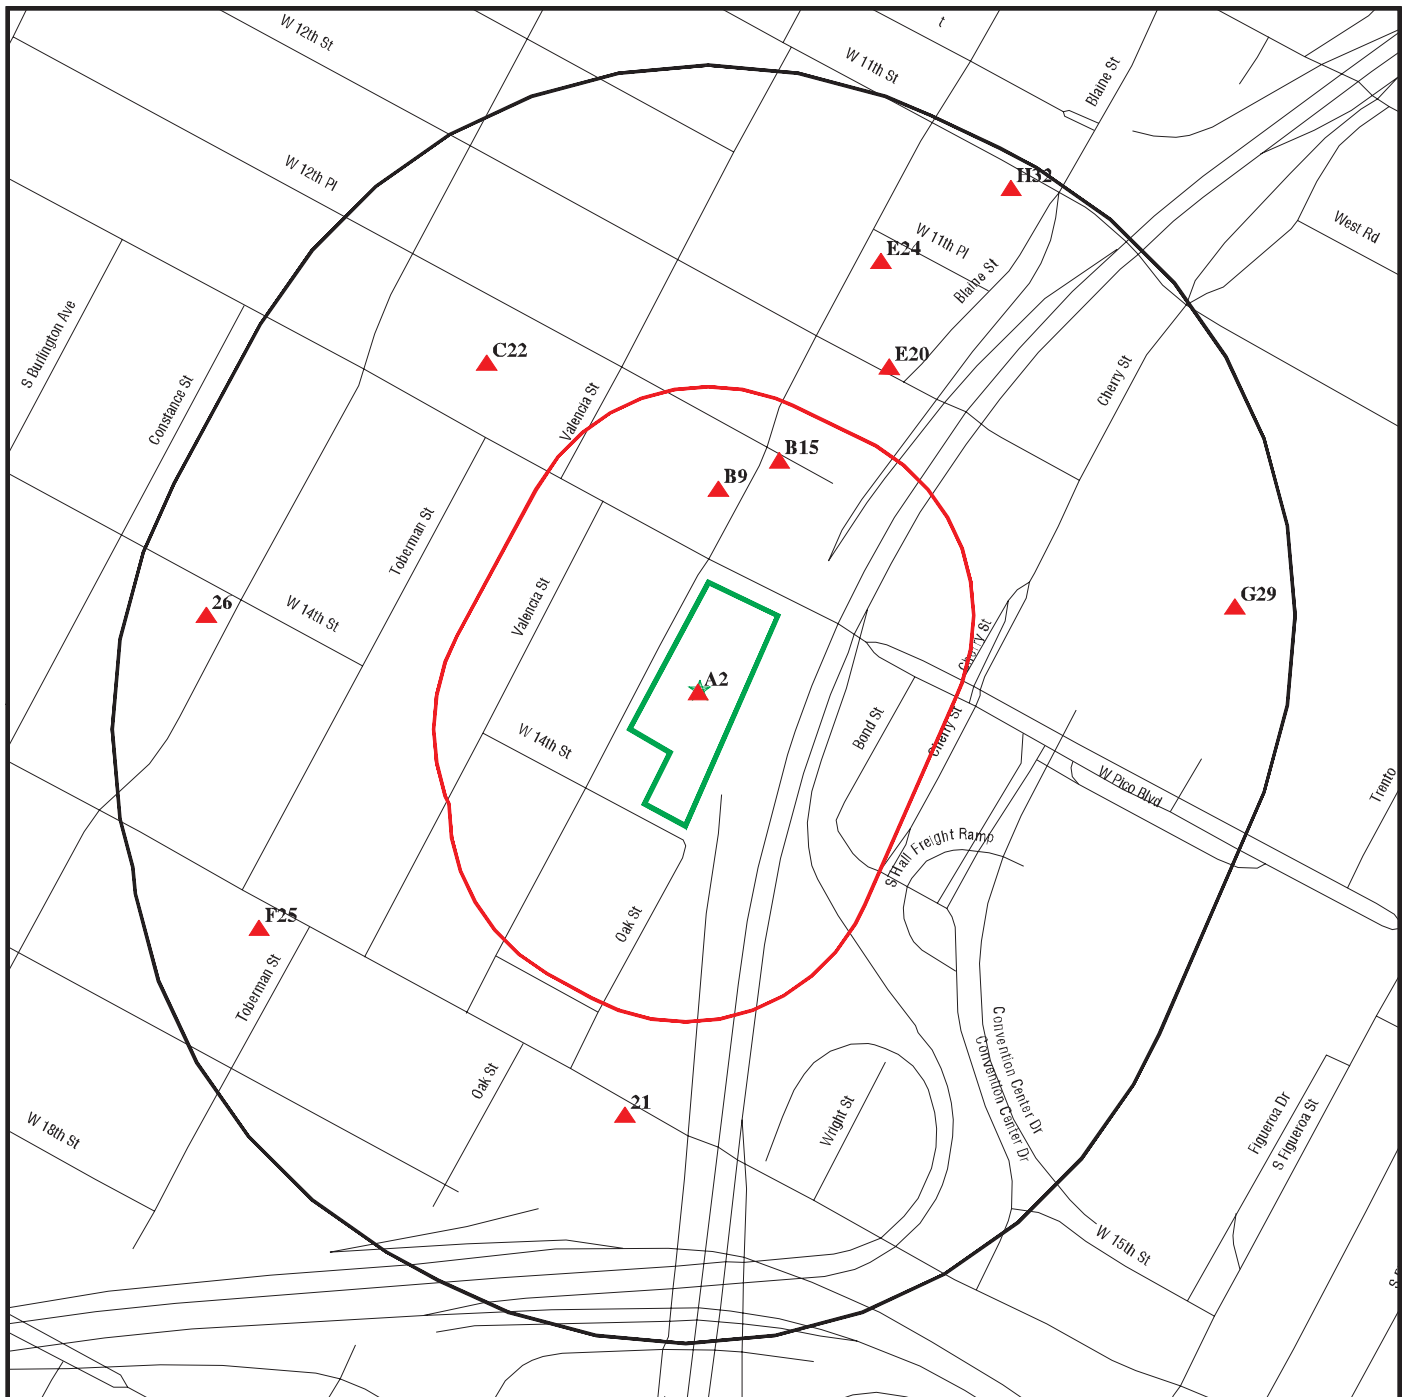 W 12th St
t
W 11th St
Blaine St
W 12th Pl
H32
West Rd
W 11th Pl
E24
Blaine St
S Burlington Ave
C22
E20
Constance St
Valencia St
Cherry St
B15
B9
Toberman St
26
W 14th St
Valencia St
G29
Cherry St
A2
Bond St
Cherry St
W 14th St
W Pico Blvd
Trento
S Hall Freight Ramp
F25
Oak St
Toberman St
Convention Center Dr
Convention Center Dr
Oak St
21
Wright St
Figueroa Dr
S Figueroa St
W 18th St
W 15th St